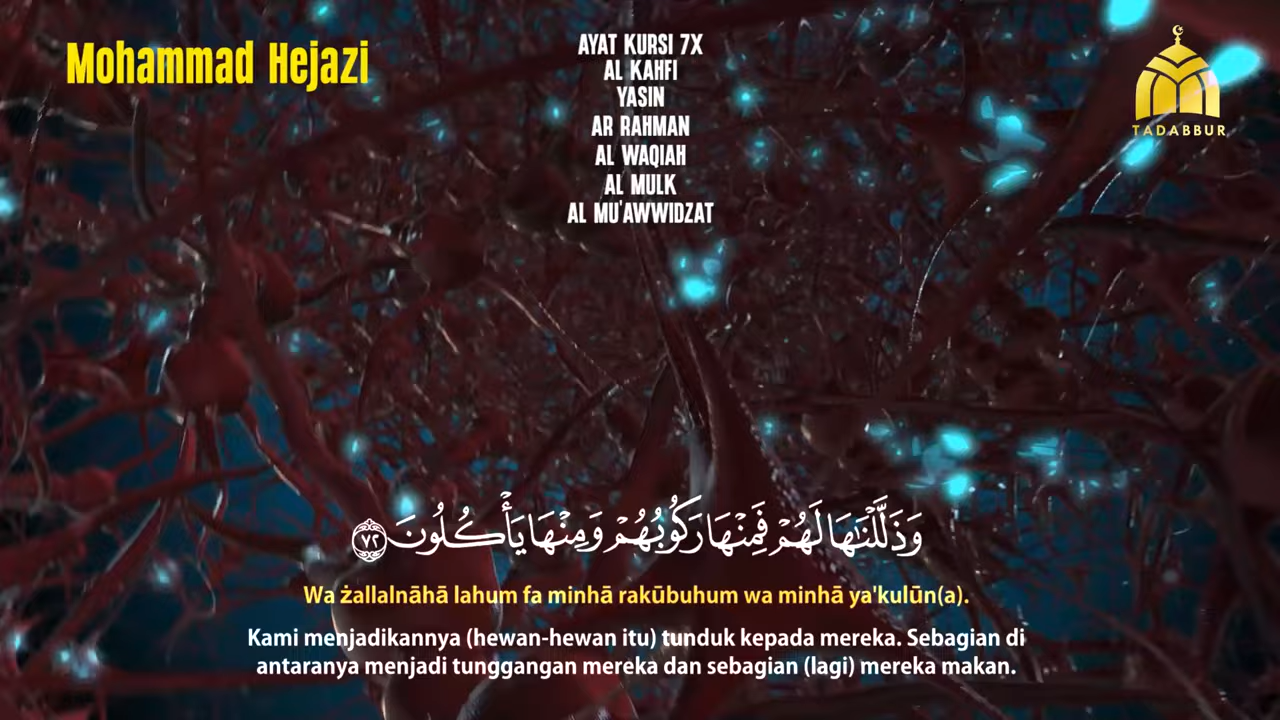 Mohammad Hejazi
AYAT KURSI 7X
AL KAHFI
YASIN
AR RAHMAN
AL WAQIAH
AL MULK
AL MU'AWWIDZAT
TADABBUR
وَذَلَّلْنٰهَا لَهُمْ فَمِنْهَا رَكُوْبُهُمْ وَمِنْهَا يَأْكُلُوْنَ ۝٧٢
Wa żallalnāhā lahum fa minhā rakūbuhum wa minhā ya'kulūn(a).
Kami menjadikannya (hewan-hewan itu) tunduk kepada mereka. Sebagian di
antaranya menjadi tunggangan mereka dan sebagian (lagi) mereka makan.